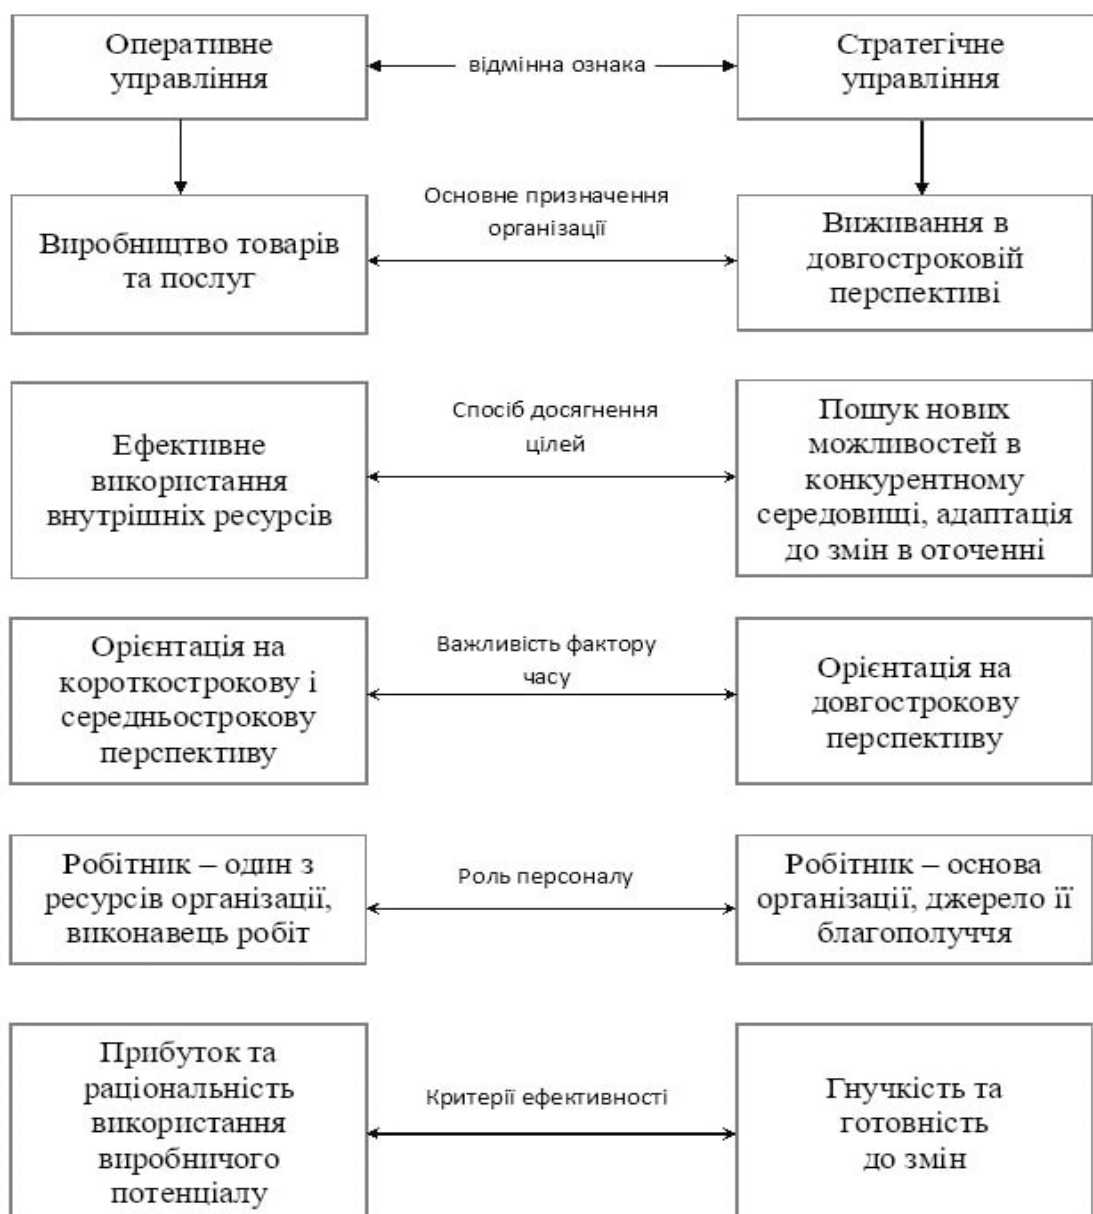 Оперативне
управління
відмінна ознака
Стратегічне
управління
Виробництво товарів
та послуг
Основне призначення
організації
Виживання в
довгостроковій
перспективі
Ефективне
використання
внутрішніх ресурсів
Спосіб досягнення
цілей
Пошук нових
можливостей в
конкурентному
середовищі, адаптація
до змін в оточенні
Орієнтація на
короткострокову і
середньострокову
перспективу
Важливість фактору
часу
Орієнтація на
довгострокову
перспективу
Робітник – один з
ресурсів організації,
виконавець робіт
Роль персоналу
Робітник – основа
організації, джерело її
благополуччя
Прибуток та
раціональність
використання
виробничого
потенціалу
Критерії ефективності
Гнучкість та
готовність
до змін